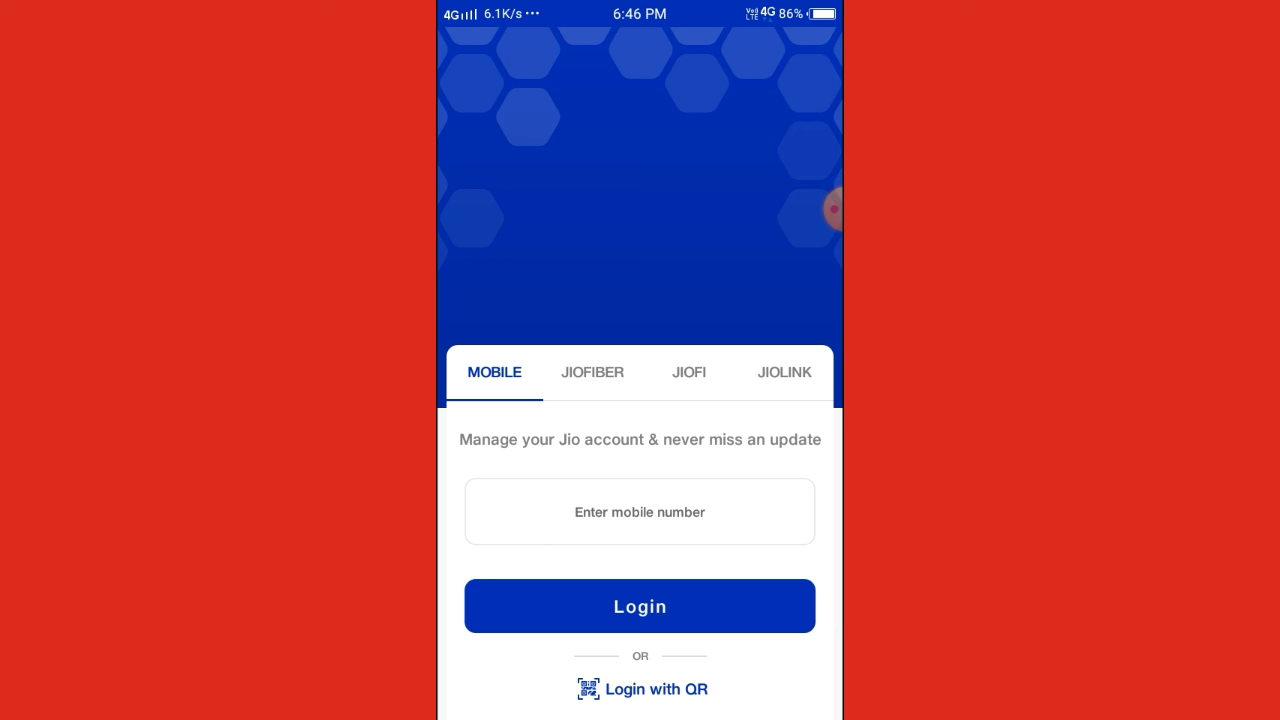 4G 6.1K/s ... 6:46 PM VoLTE 4G 86%
MOBILE JIOFIBER JIOFI JIOLINK
Manage your Jio account & never miss an update
Enter mobile number
Login
OR
Login with QR